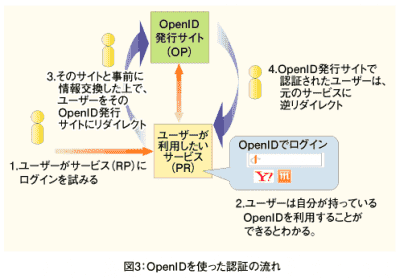 OpenID
発行サイト
(OP)
3.そのサイトと事前に
情報交換した上で、
ユーザーをその
OpenID発行
サイトにリダイレクト
4.OpenID発行サイトで
認証されたユーザーは、
元のサービスに
逆リダイレクト
1.ユーザーがサービス(RP)に
ログインを試みる
ユーザーが
利用したい
サービス
(PR)
OpenIDでログイン
Y!
2.ユーザーは自分が持っている
OpenIDを利用することが
できるとわかる。
図3：OpenIDを使った認証の流れ